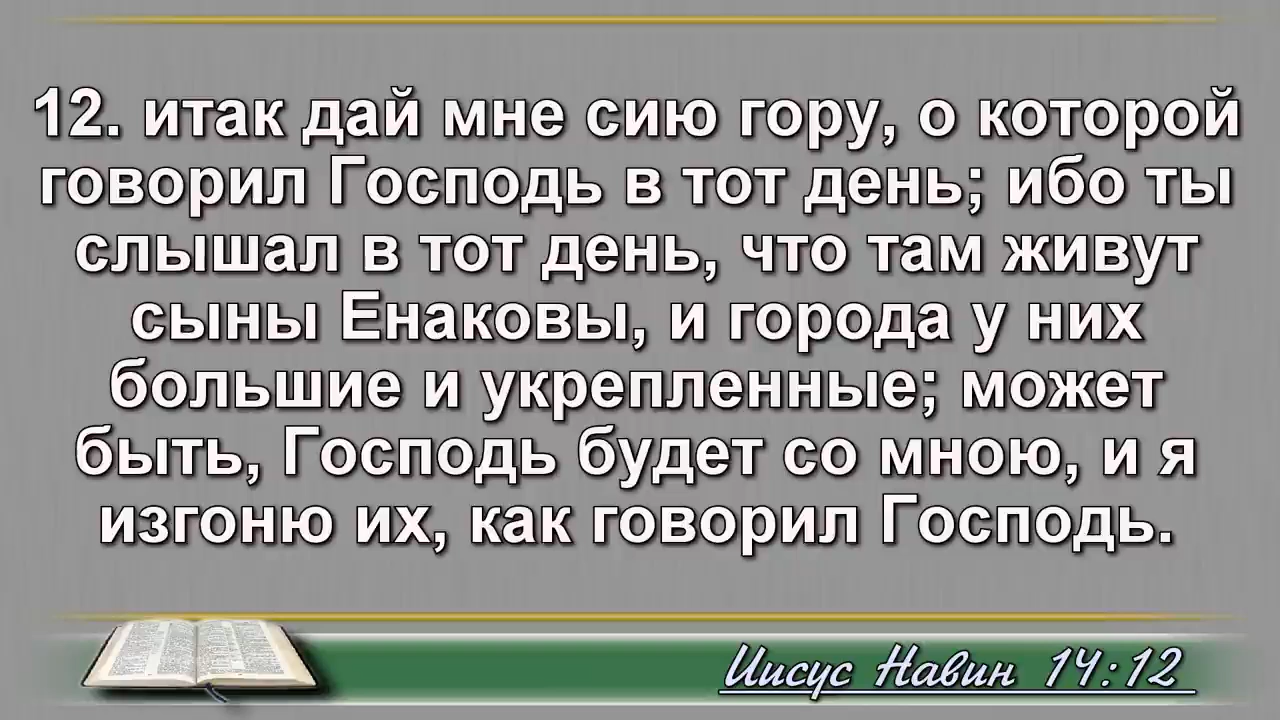 12. итак дай мне сию гору, о которой
говорил Господь в тот день; ибо ты
слышал в тот день, что там живут
сыны Енаковы, и города у них
большие и укрепленные; может
быть, Господь будет со мною, и я
изгоню их, как говорил Господь.
Иисус Навин 14:12